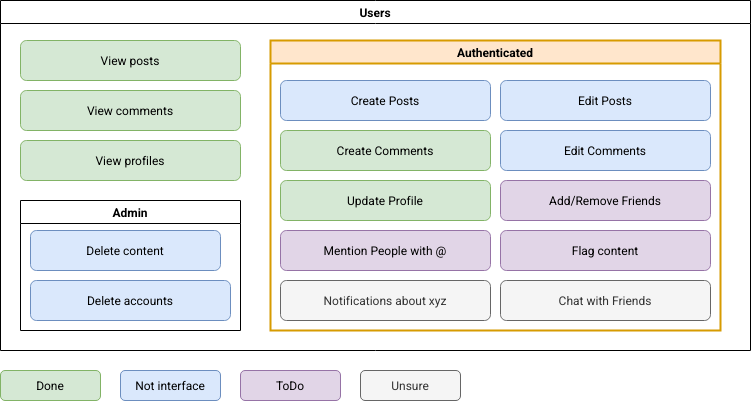 Users
View posts
View comments
View profiles
Admin
Delete content
Delete accounts
Authenticated
Create Posts
Edit Posts
Create Comments
Edit Comments
Update Profile
Add/Remove Friends
Mention People with @
Flag content
Notifications about xyz
Chat with Friends
Done
Not interface
ToDo
Unsure